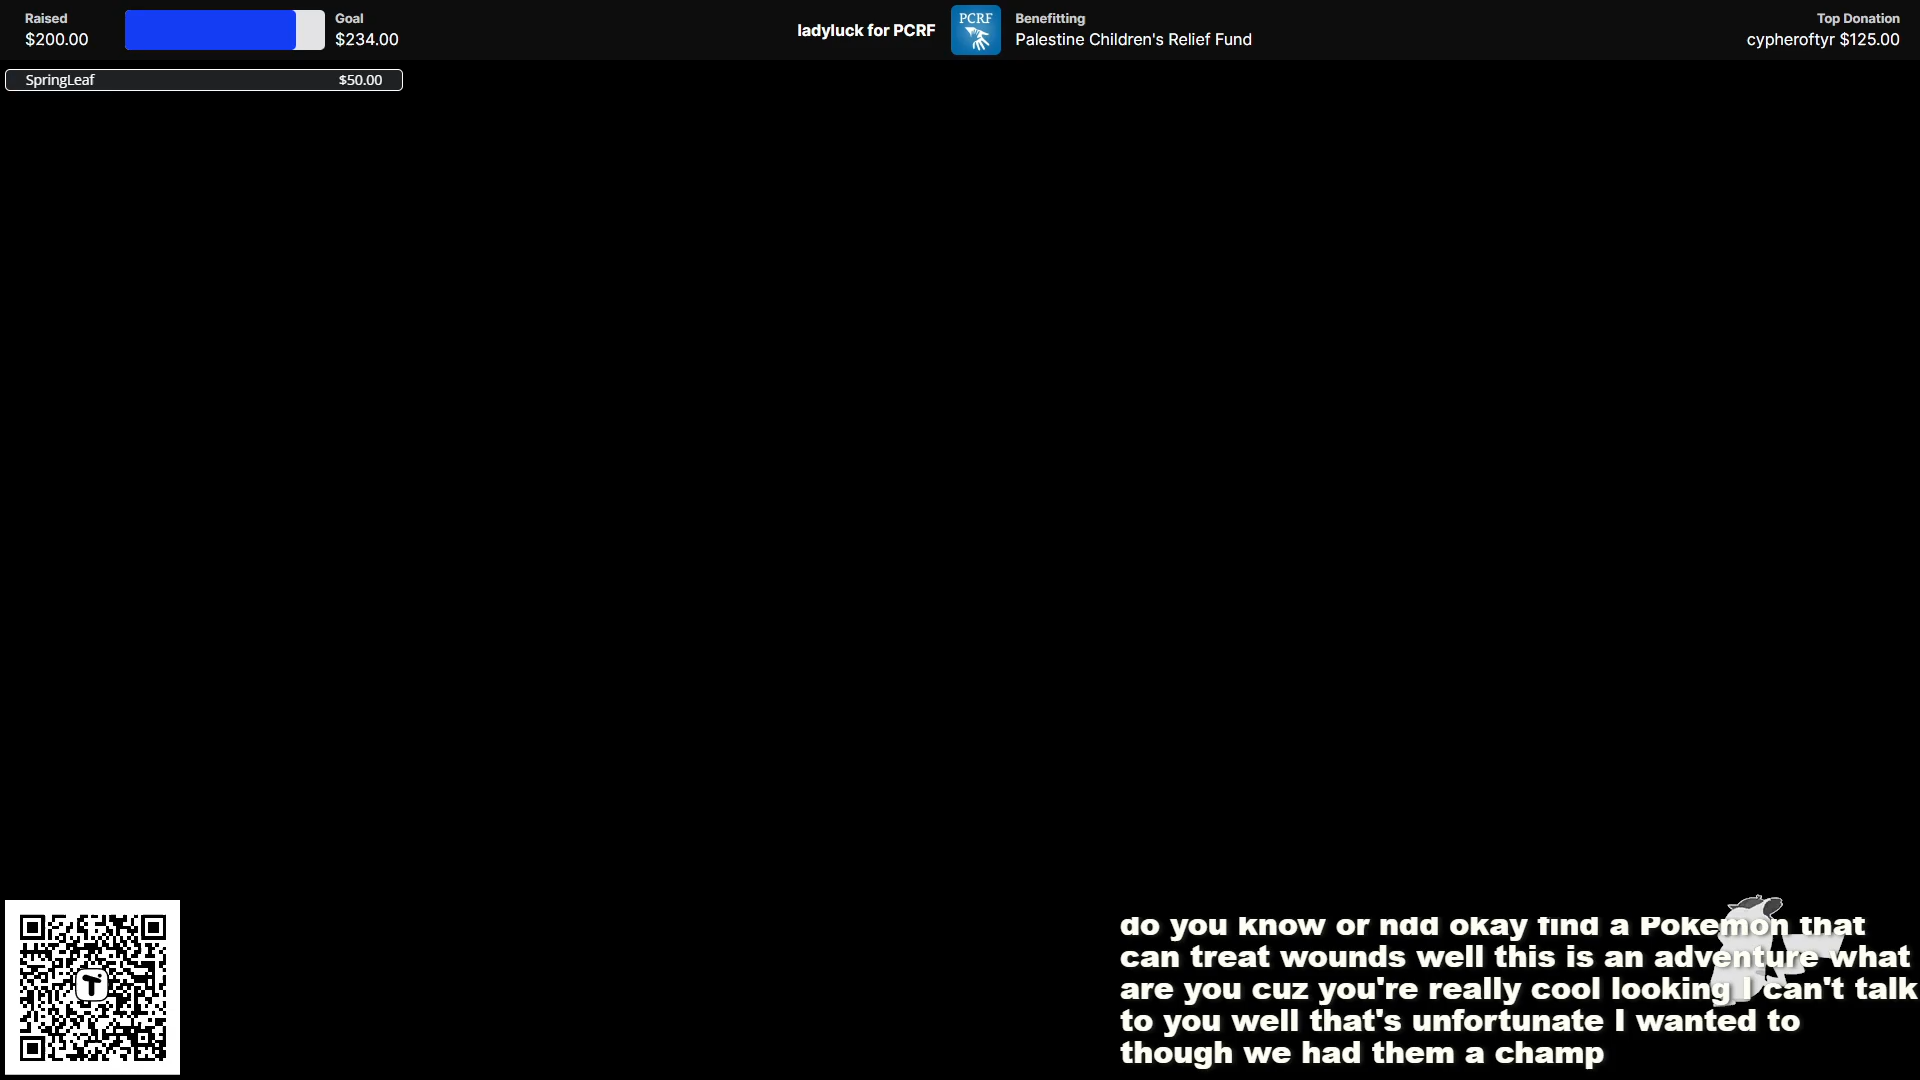 Raised
$200.00
Goal
$234.00
ladyluck for PCRF
PCRF
Benefitting
Palestine Children's Relief Fund
Top Donation
cypheroftyr $125.00
SpringLeaf $50.00
do you know or ndd okay find a Pokemon that
can treat wounds well this is an adventure what
are you cuz you're really cool looking I can't talk
to you well that's unfortunate I wanted to
though we had them a champ